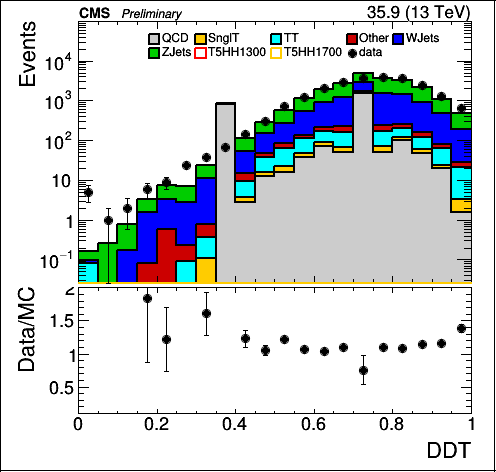 CMS Preliminary 35.9 (13 TeV)
QCD SnglT TT Other WJets
ZJets T5HH1300 T5HH1700 data
Events
10⁴
10³
10²
10
1
10⁻¹
Data/MC
2
1.5
1
0.5
0 0.2 0.4 0.6 0.8 1
DDT